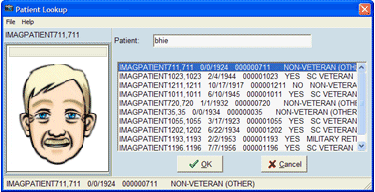 Patient Lookup
File Help
IMAGPATIENT711,711
Patient: bhie
IMAGPATIENT711,711 0/0/1924 000000711 NON-VETERAN (OTHER)
IMAGPATIENT1023,1023 2/4/1944 000001023 YES SC VETERAN
IMAGPATIENT1211,1211 10/17/1917 000001211 NO NON-VETERAN
IMAGPATIENT1011,1011 6/10/1945 000001011 YES SC VETERAN
IMAGPATIENT720,720 1/1/1932 000000720 NON-VETERAN (OTHER)
IMAGPATIENT35,35 0/0/1934 000000035 NON-VETERAN (OTHER)
IMAGPATIENT1055,1055 3/17/1923 000001055 YES SC VETERAN
IMAGPATIENT1202,1202 6/22/1934 000001202 YES SC VETERAN
IMAGPATIENT1193,1193 2/2/1953 000001193 YES MILITARY RETI
IMAGPATIENT1196,1196 7/7/1956 000001196 YES SC VETERAN
OK Cancel
IMAGPATIENT711,711 0/0/1924 000000711 NON-VETERAN (OTHER)